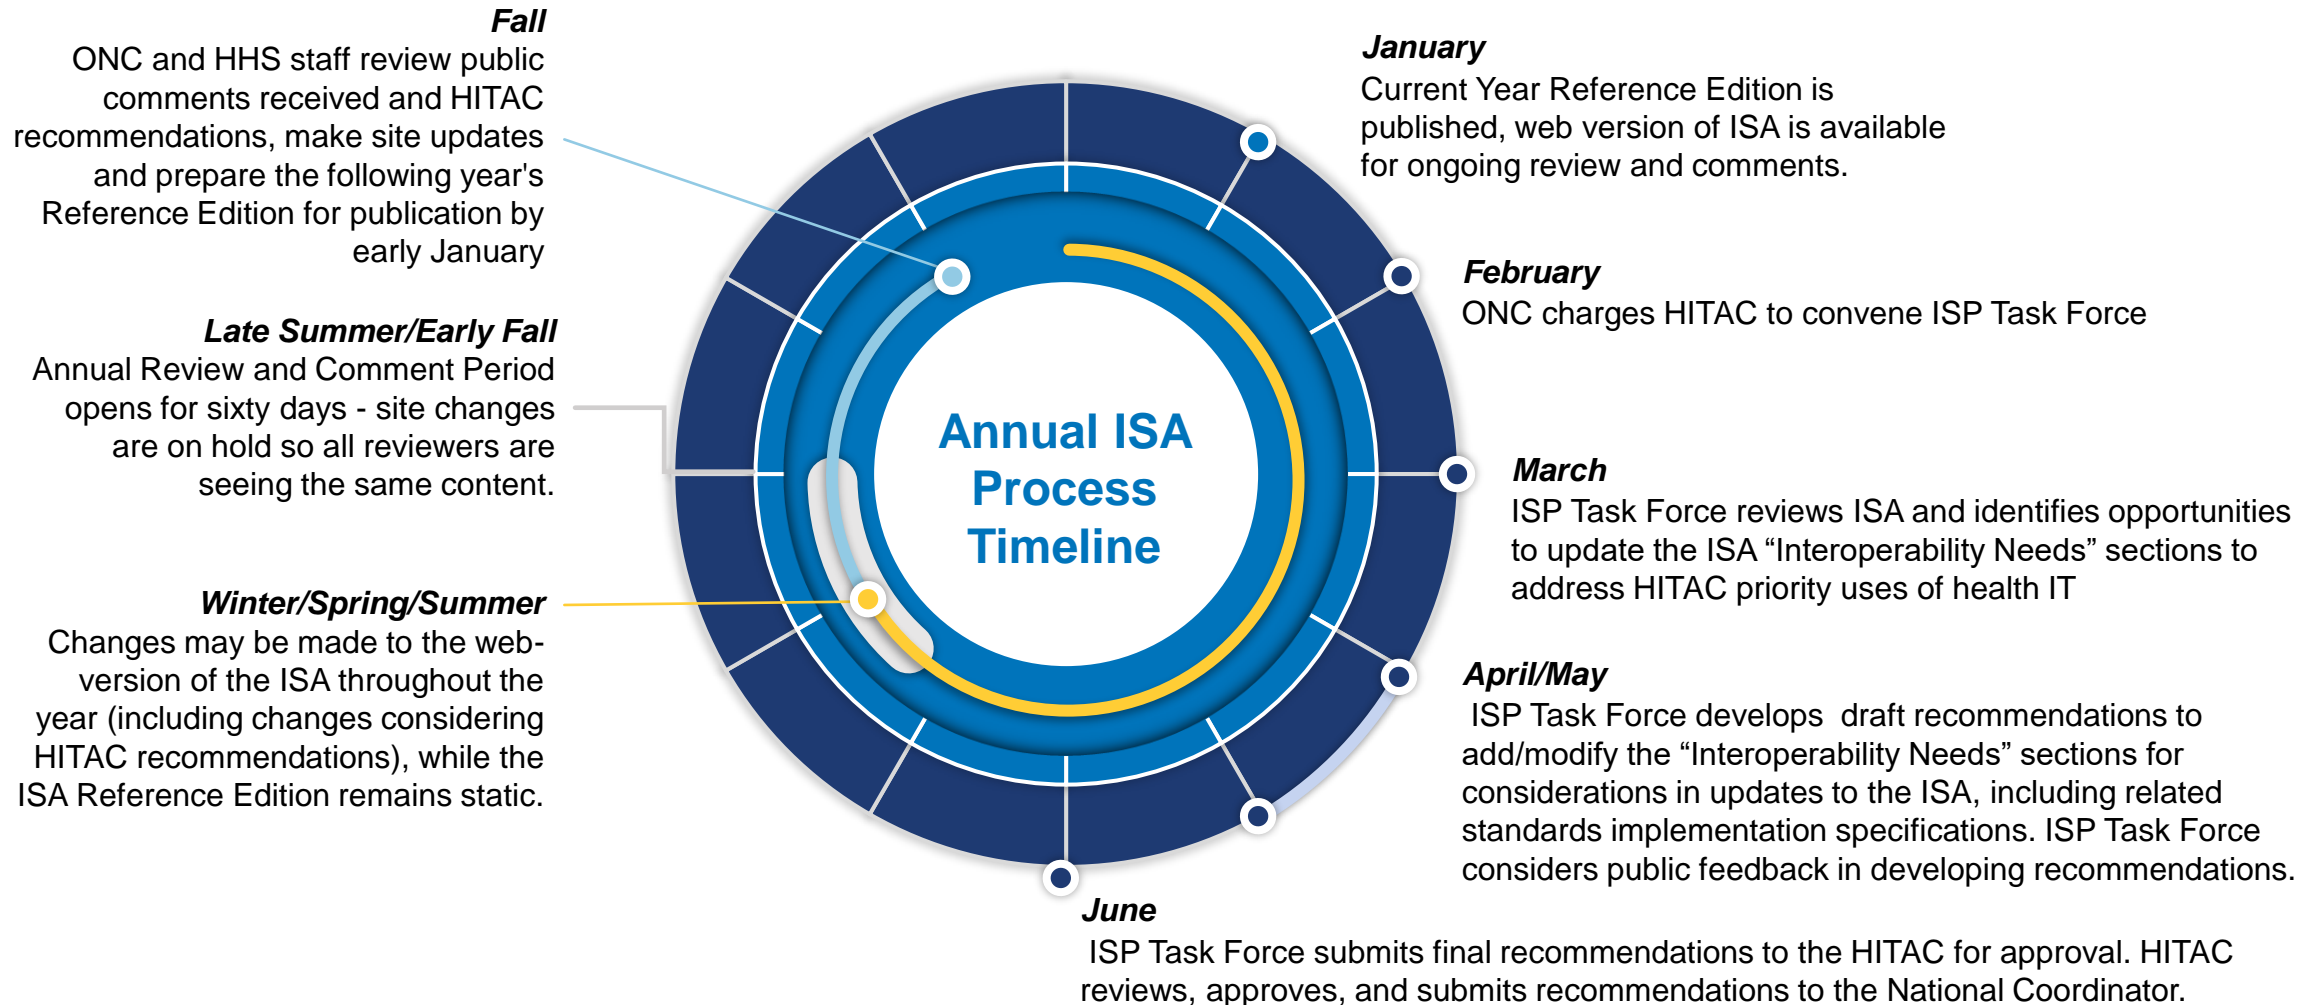 Fall
ONC and HHS staff review public
comments received and HITAC
recommendations, make site updates
and prepare the following year's
Reference Edition for publication by
early January
Late Summer/Early Fall
Annual Review and Comment Period
opens for sixty days - site changes
are on hold so all reviewers are
seeing the same content.
Winter/Spring/Summer
Changes may be made to the web-
version of the ISA throughout the
year (including changes considering
HITAC recommendations), while the
ISA Reference Edition remains static.
Annual ISA
Process
Timeline
January
Current Year Reference Edition is
published, web version of ISA is available
for ongoing review and comments.
February
ONC charges HITAC to convene ISP Task Force
March
ISP Task Force reviews ISA and identifies opportunities
to update the ISA “Interoperability Needs” sections to
address HITAC priority uses of health IT
April/May
ISP Task Force develops  draft recommendations to
add/modify the “Interoperability Needs” sections for
considerations in updates to the ISA, including related
standards implementation specifications. ISP Task Force
considers public feedback in developing recommendations.
June
ISP Task Force submits final recommendations to the HITAC for approval. HITAC
reviews, approves, and submits recommendations to the National Coordinator.